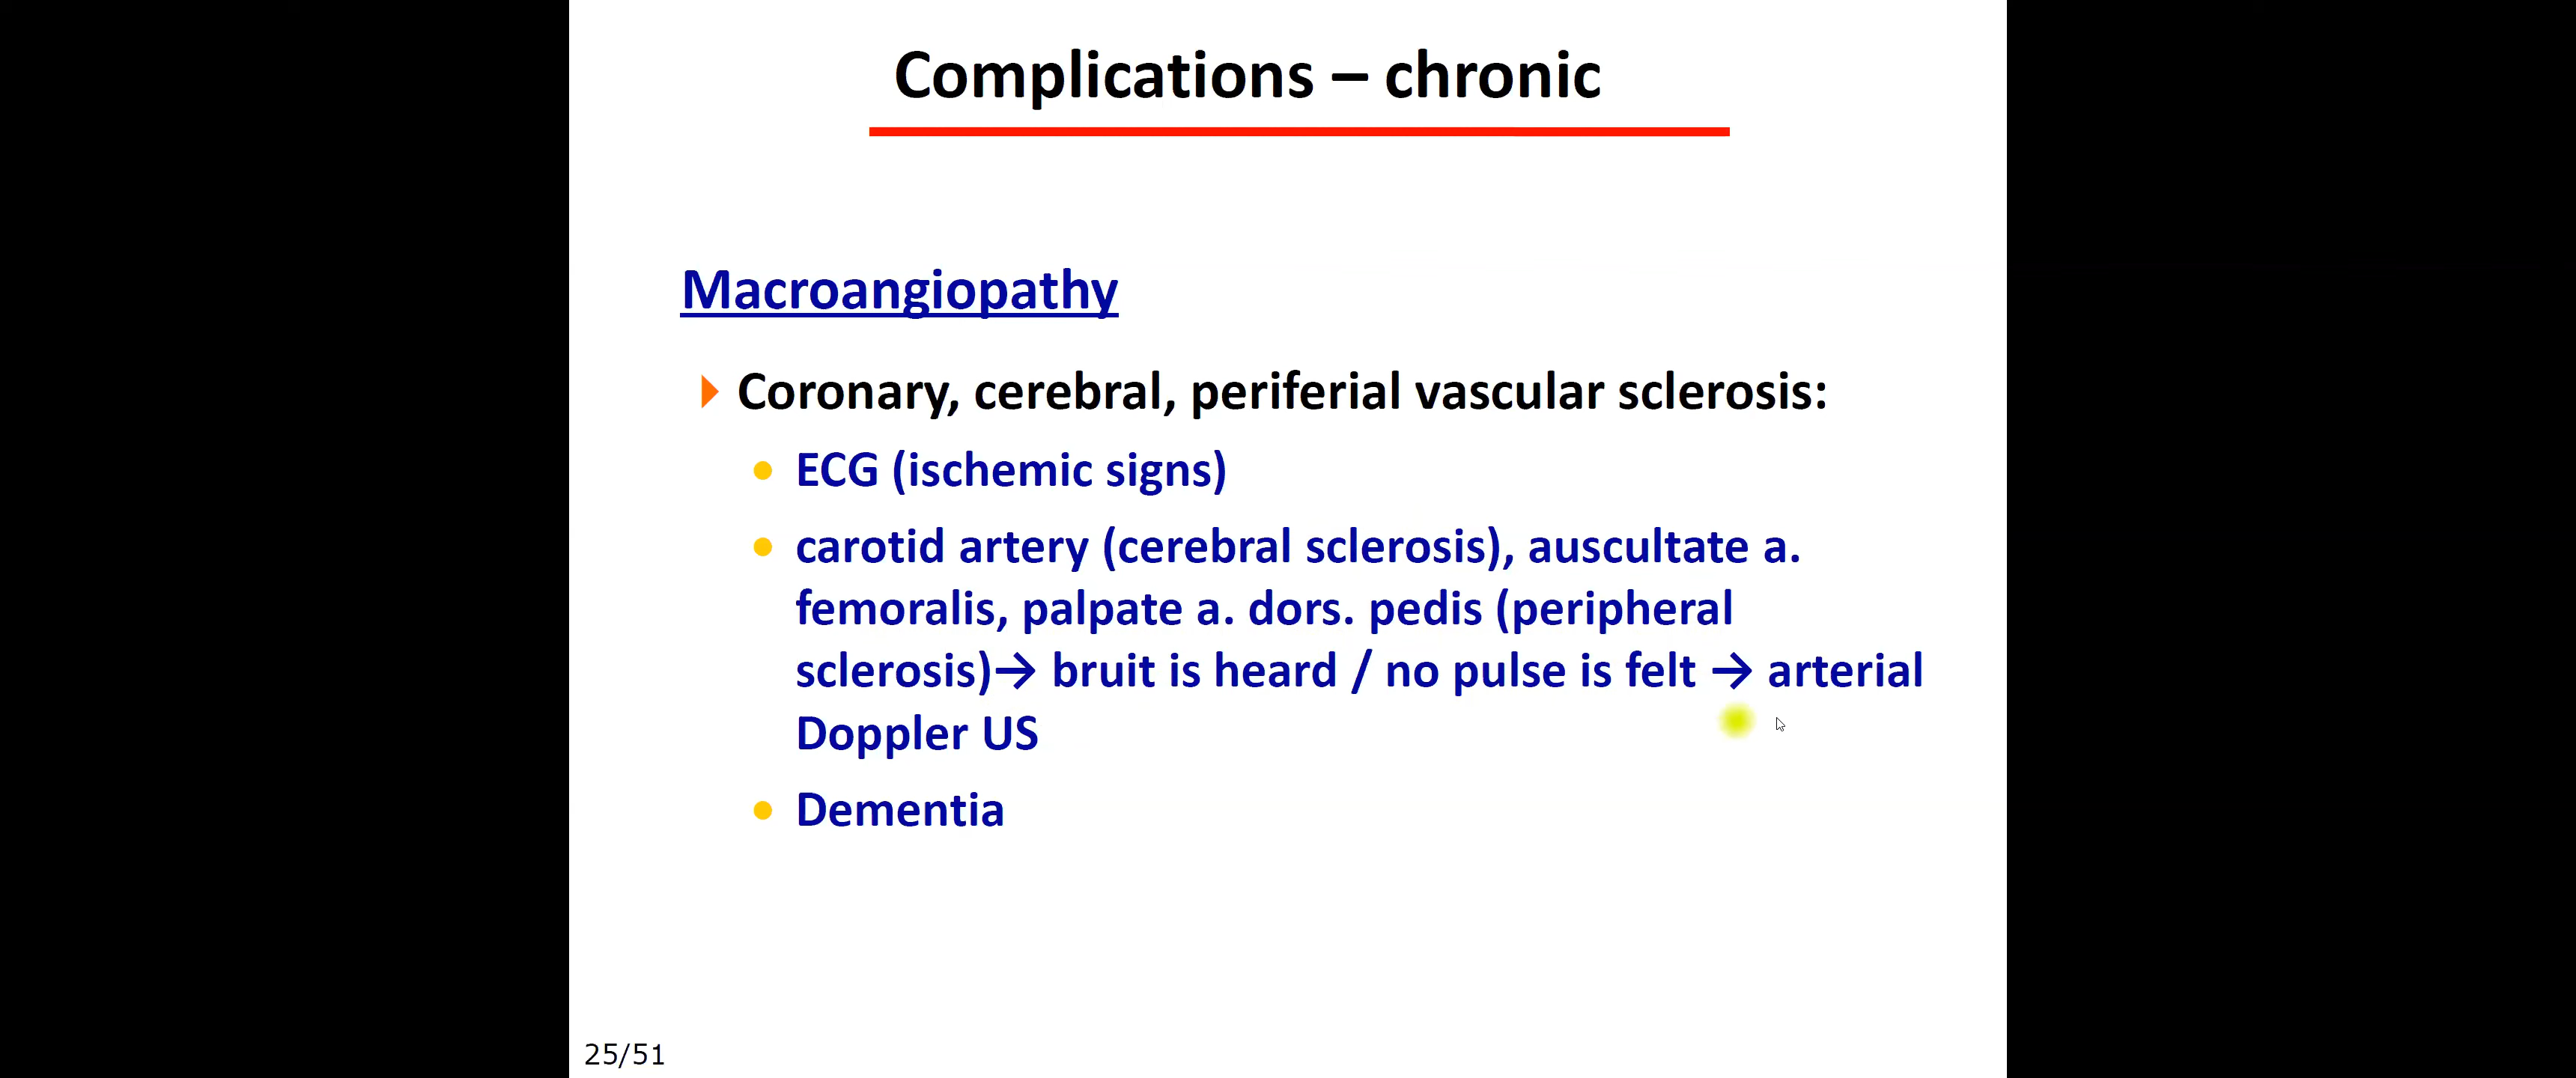 Complications – chronic
Macroangiopathy
Coronary, cerebral, periferial vascular sclerosis:
ECG (ischemic signs)
carotid artery (cerebral sclerosis), auscultate a.
femoralis, palpate a. dors. pedis (peripheral
sclerosis)→ bruit is heard / no pulse is felt → arterial
Doppler US
Dementia
25/51